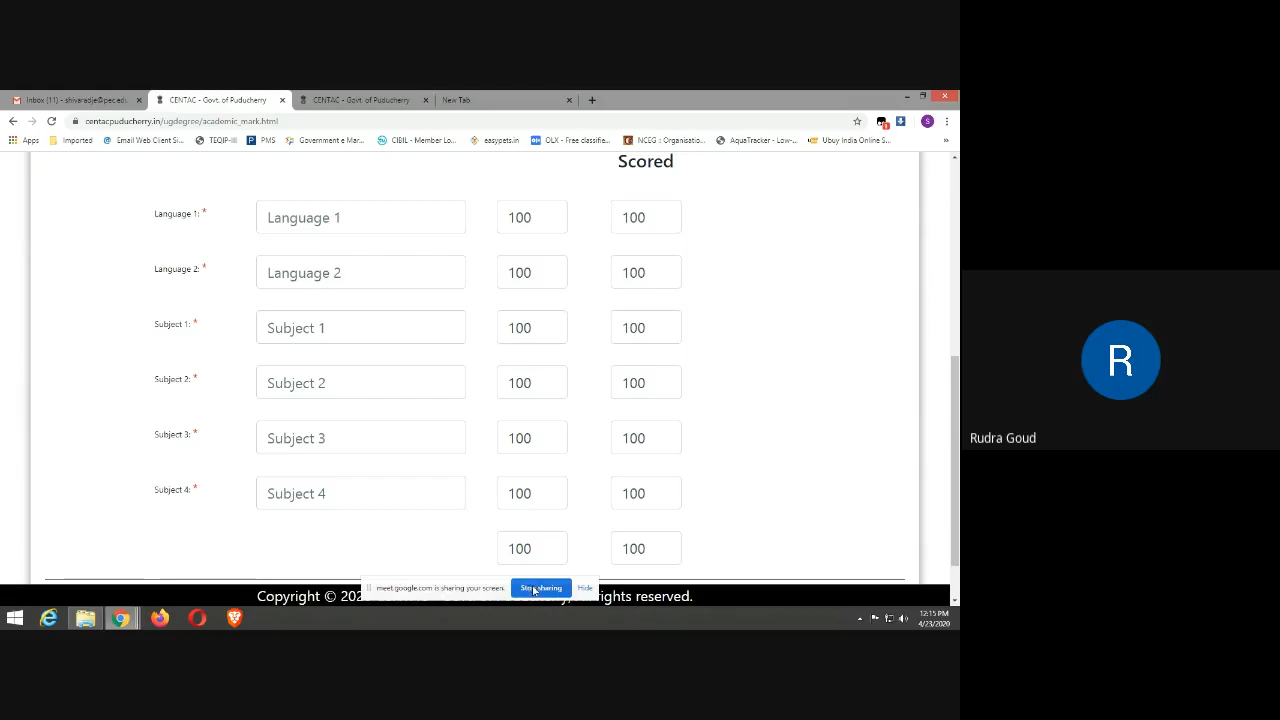 Inbox (11) - shivaradje@pec.edu
CENTAC - Govt. of Puducherry
CENTAC - Govt. of Puducherry
New Tab
centacpuducherry.in/ugdegree/academic_mark.html
S
Apps
Imported
Email Web Client Si...
TEQIP-III
PMS
Government e Mar...
CIBIL - Member Lo...
easypets.in
OLX - Free classifie...
NCEG :: Organisatio...
AquaTracker - Low-...
Ubuy India Online S...
»
Scored
Language 1: *
Language 1
100
100
Language 2: *
Language 2
100
100
Subject 1: *
Subject 1
100
100
Subject 2: *
Subject 2
100
100
Subject 3: *
Subject 3
100
100
Subject 4: *
Subject 4
100
100
100
100
meet.google.com is sharing your screen.
Stop sharing
Hide
Copyright © 202
rights reserved.
12:15 PM
4/23/2020
R
Rudra Goud